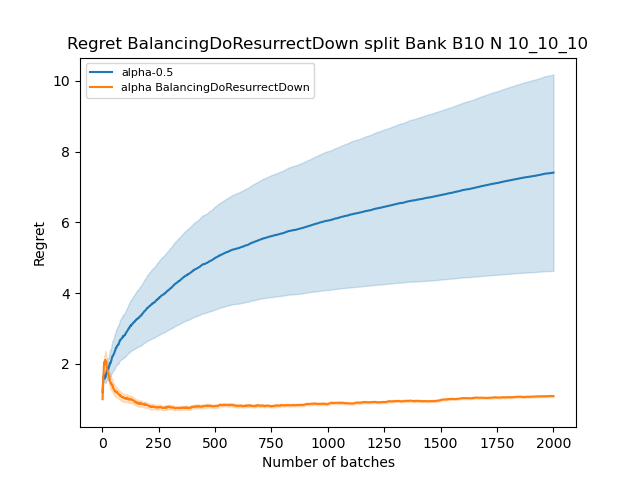 Regret BalancingDoResurrectDown split Bank B10 N 10_10_10
alpha-0.5
alpha BalancingDoResurrectDown
10
8
6
4
2
Regret
0 250 500 750 1000 1250 1500 1750 2000
Number of batches